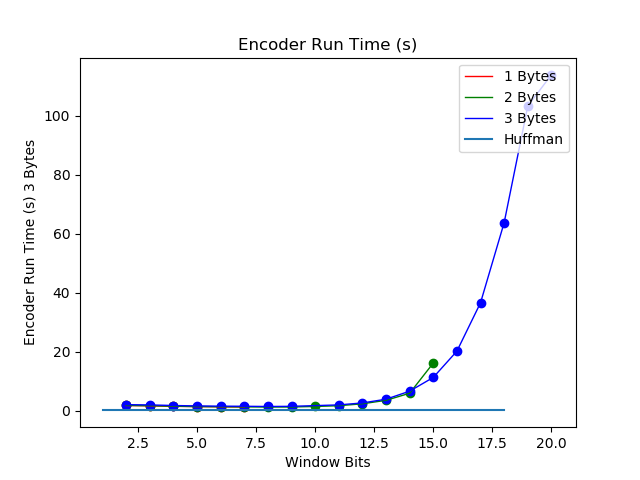 Encoder Run Time (s)
1 Bytes
2 Bytes
3 Bytes
Huffman
100
80
60
40
20
0
Encoder Run Time (s) 3 Bytes
2.5 5.0 7.5 10.0 12.5 15.0 17.5 20.0
Window Bits